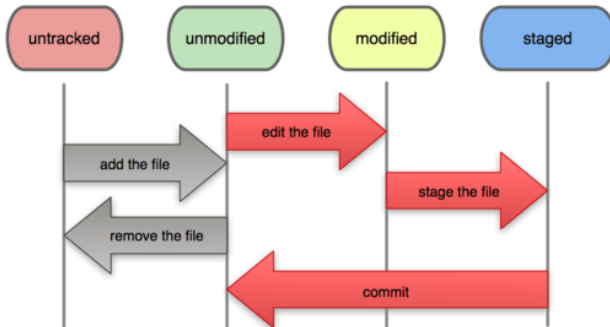 untracked
unmodified
modified
staged
edit the file
add the file
stage the file
remove the file
commit